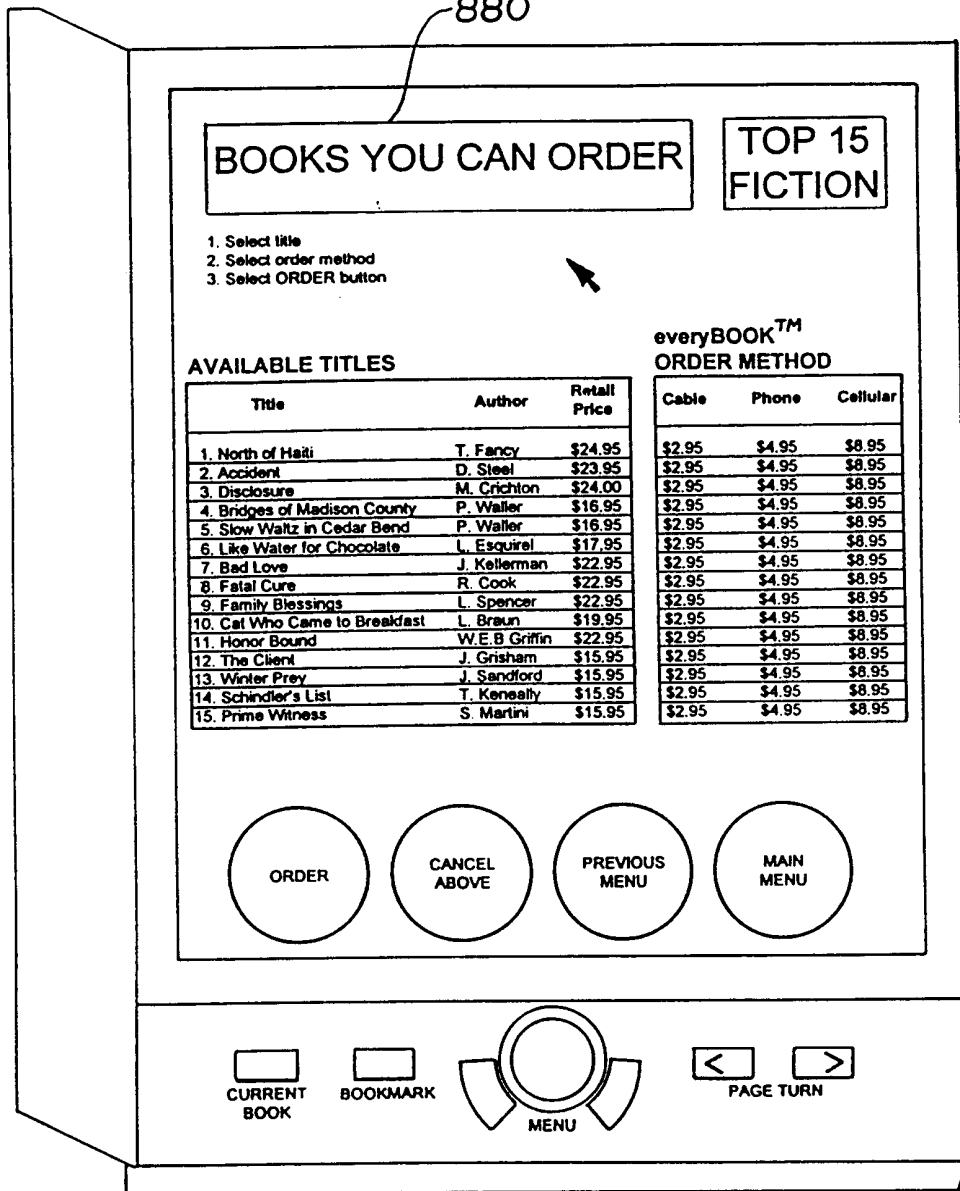 880
BOOKS YOU CAN ORDER
TOP 15
FICTION
1. Select title
2. Select order method
3. Select ORDER button
AVAILABLE TITLES
everyBOOK™
ORDER METHOD
Title Author Retail Price Cable Phone Cellular
1. North of Haiti T. Fancy $24.95 $2.95 $4.95 $8.95
2. Accident D. Steel $23.95 $2.95 $4.95 $8.95
3. Disclosure M. Crichton $24.00 $2.95 $4.95 $8.95
4. Bridges of Madison County P. Waller $16.95 $2.95 $4.95 $8.95
5. Slow Waltz in Cedar Bend P. Waller $16.95 $2.95 $4.95 $8.95
6. Like Water for Chocolate L. Esquirel $17.95 $2.95 $4.95 $8.95
7. Bad Love J. Kellerman $22.95 $2.95 $4.95 $8.95
8. Fatal Cure R. Cook $22.95 $2.95 $4.95 $8.95
9. Family Blessings L. Spencer $22.95 $2.95 $4.95 $8.95
10. Cat Who Came to Breakfast L. Braun $19.95 $2.95 $4.95 $8.95
11. Honor Bound W.E.B Griffin $22.95 $2.95 $4.95 $8.95
12. The Client J. Grisham $15.95 $2.95 $4.95 $8.95
13. Winter Prey J. Sandford $15.95 $2.95 $4.95 $8.95
14. Schindler's List T. Keneally $15.95 $2.95 $4.95 $8.95
15. Prime Witness S. Martini $15.95 $2.95 $4.95 $8.95
ORDER
CANCEL
ABOVE
PREVIOUS
MENU
MAIN
MENU
CURRENT
BOOK
BOOKMARK
MENU
< >
PAGE TURN